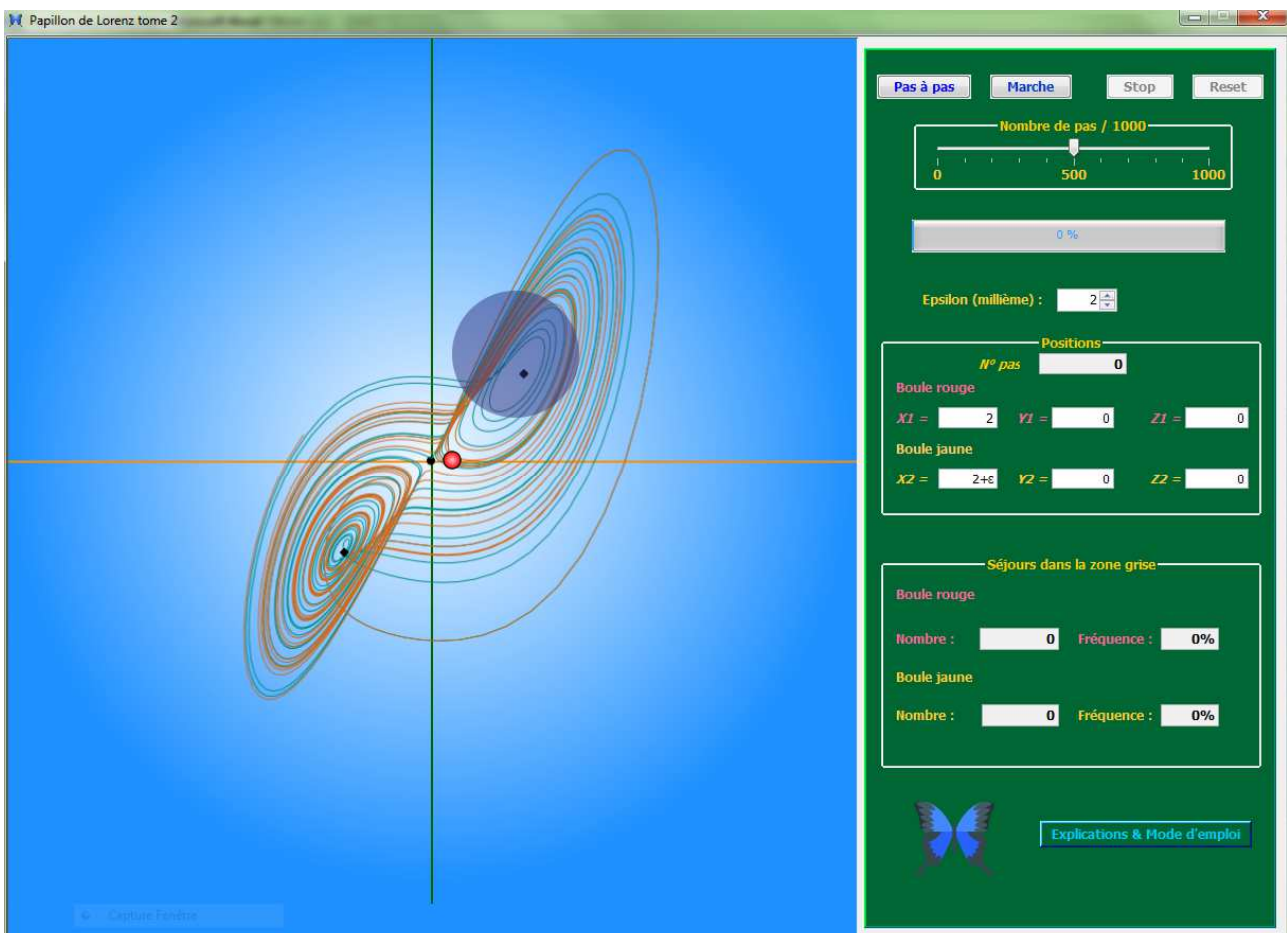 Papillon de Lorenz tome 2
Pas à pas Marche Stop Reset
Nombre de pas / 1000
0 500 1000
0 %
Epsilon (millième) : 2
Positions
N° pas 0
Boule rouge
X1 = 2 Y1 = 0 Z1 = 0
Boule jaune
X2 = 2+ε Y2 = 0 Z2 = 0
Séjours dans la zone grise
Boule rouge
Nombre : 0 Fréquence : 0%
Boule jaune
Nombre : 0 Fréquence : 0%
Explications & Mode d'emploi
Capture Fenêtre